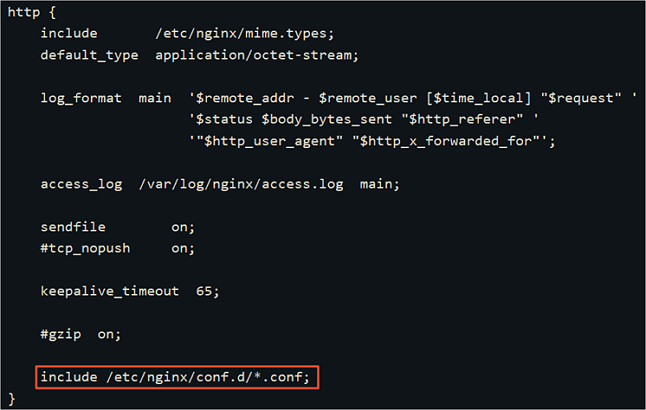 http {
    include       /etc/nginx/mime.types;
    default_type  application/octet-stream;
    log_format  main  '$remote_addr - $remote_user [$time_local] "$request" '
                      '$status $body_bytes_sent "$http_referer" '
                      '"$http_user_agent" "$http_x_forwarded_for"';
    access_log  /var/log/nginx/access.log  main;
    sendfile        on;
    #tcp_nopush     on;
    keepalive_timeout  65;
    #gzip  on;
    include /etc/nginx/conf.d/*.conf;
}